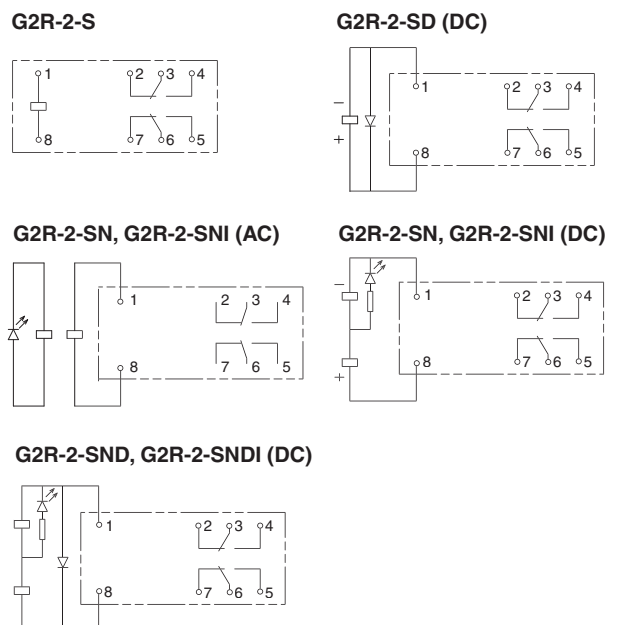 G2R-2-S
1 2 3 4
8 7 6 5
G2R-2-SD (DC)
−
+
1 2 3 4
8 7 6 5
G2R-2-SN, G2R-2-SNI (AC)
1 2 3 4
8 7 6 5
G2R-2-SN, G2R-2-SNI (DC)
−
1 2 3 4
+
8 7 6 5
G2R-2-SND, G2R-2-SNDI (DC)
1 2 3 4
8 7 6 5